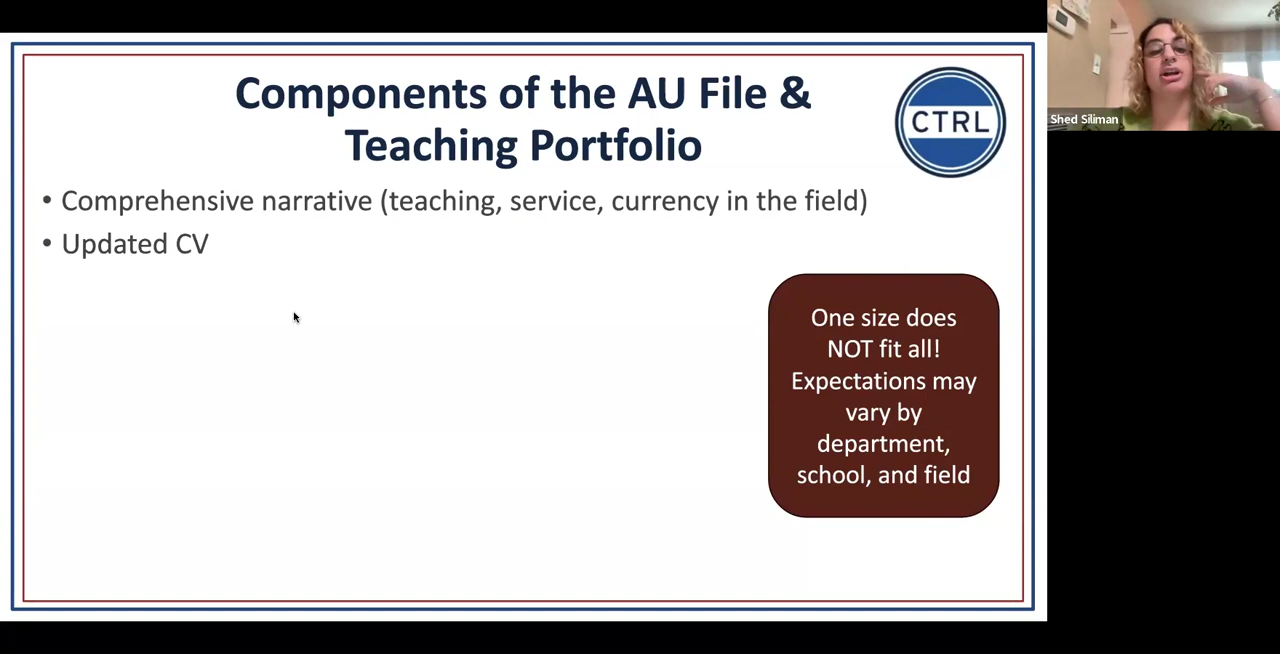 Components of the AU File &
Teaching Portfolio
CTRL
• Comprehensive narrative (teaching, service, currency in the field)
• Updated CV
One size does
NOT fit all!
Expectations may
vary by
department,
school, and field
Shed Siliman